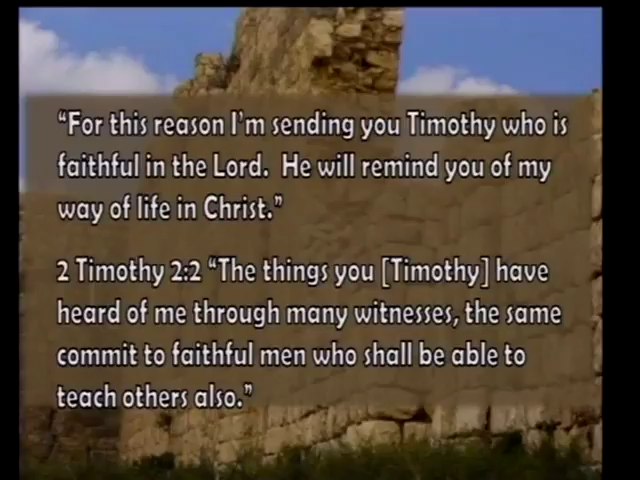 “For this reason I’m sending you Timothy who is
faithful in the Lord.  He will remind you of my
way of life in Christ.”
2 Timothy 2:2 “The things you [Timothy] have
heard of me through many witnesses, the same
commit to faithful men who shall be able to
teach others also.”